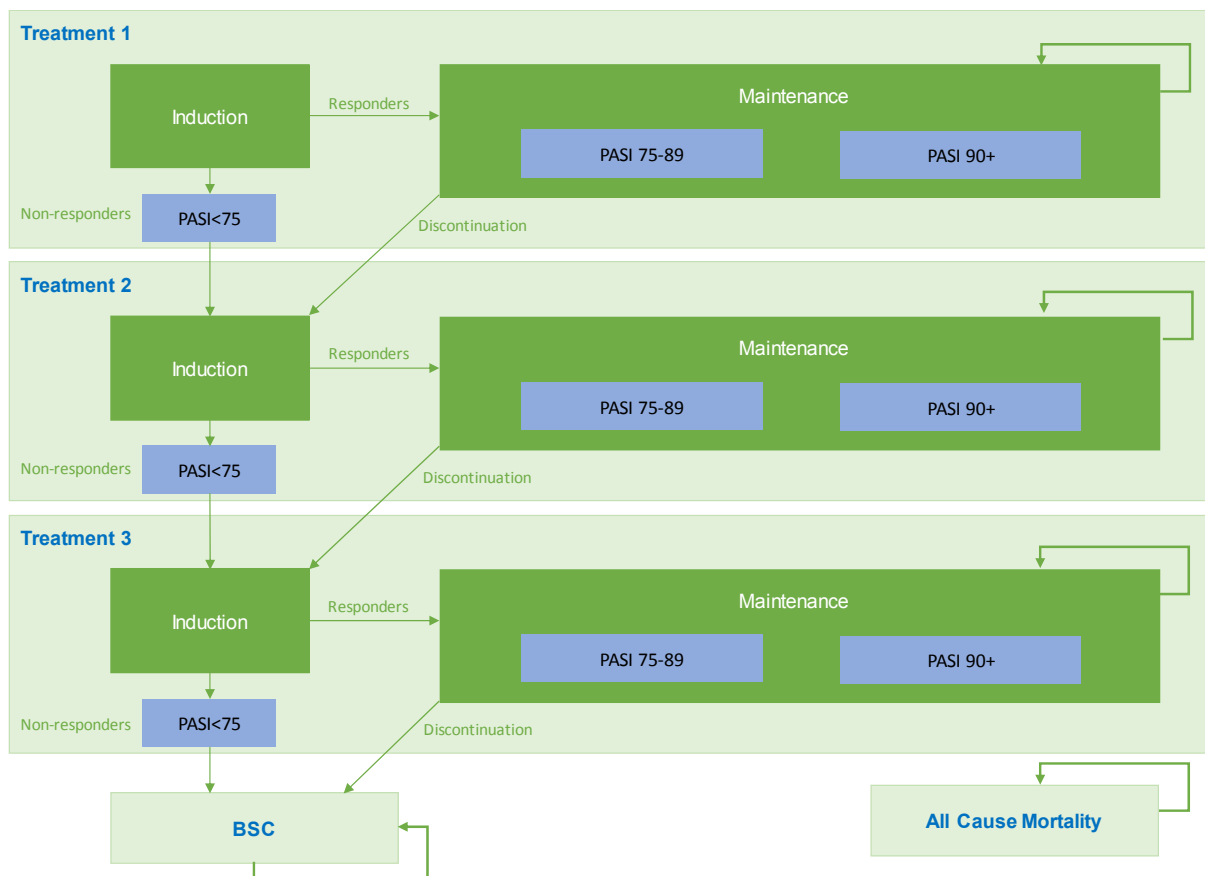 Treatment 1
Induction
Responders
Maintenance
PASI 75-89
PASI 90+
Non-responders
PASI<75
Discontinuation
Treatment 2
Induction
Responders
Maintenance
PASI 75-89
PASI 90+
Non-responders
PASI<75
Discontinuation
Treatment 3
Induction
Responders
Maintenance
PASI 75-89
PASI 90+
Non-responders
PASI<75
Discontinuation
BSC
All Cause Mortality